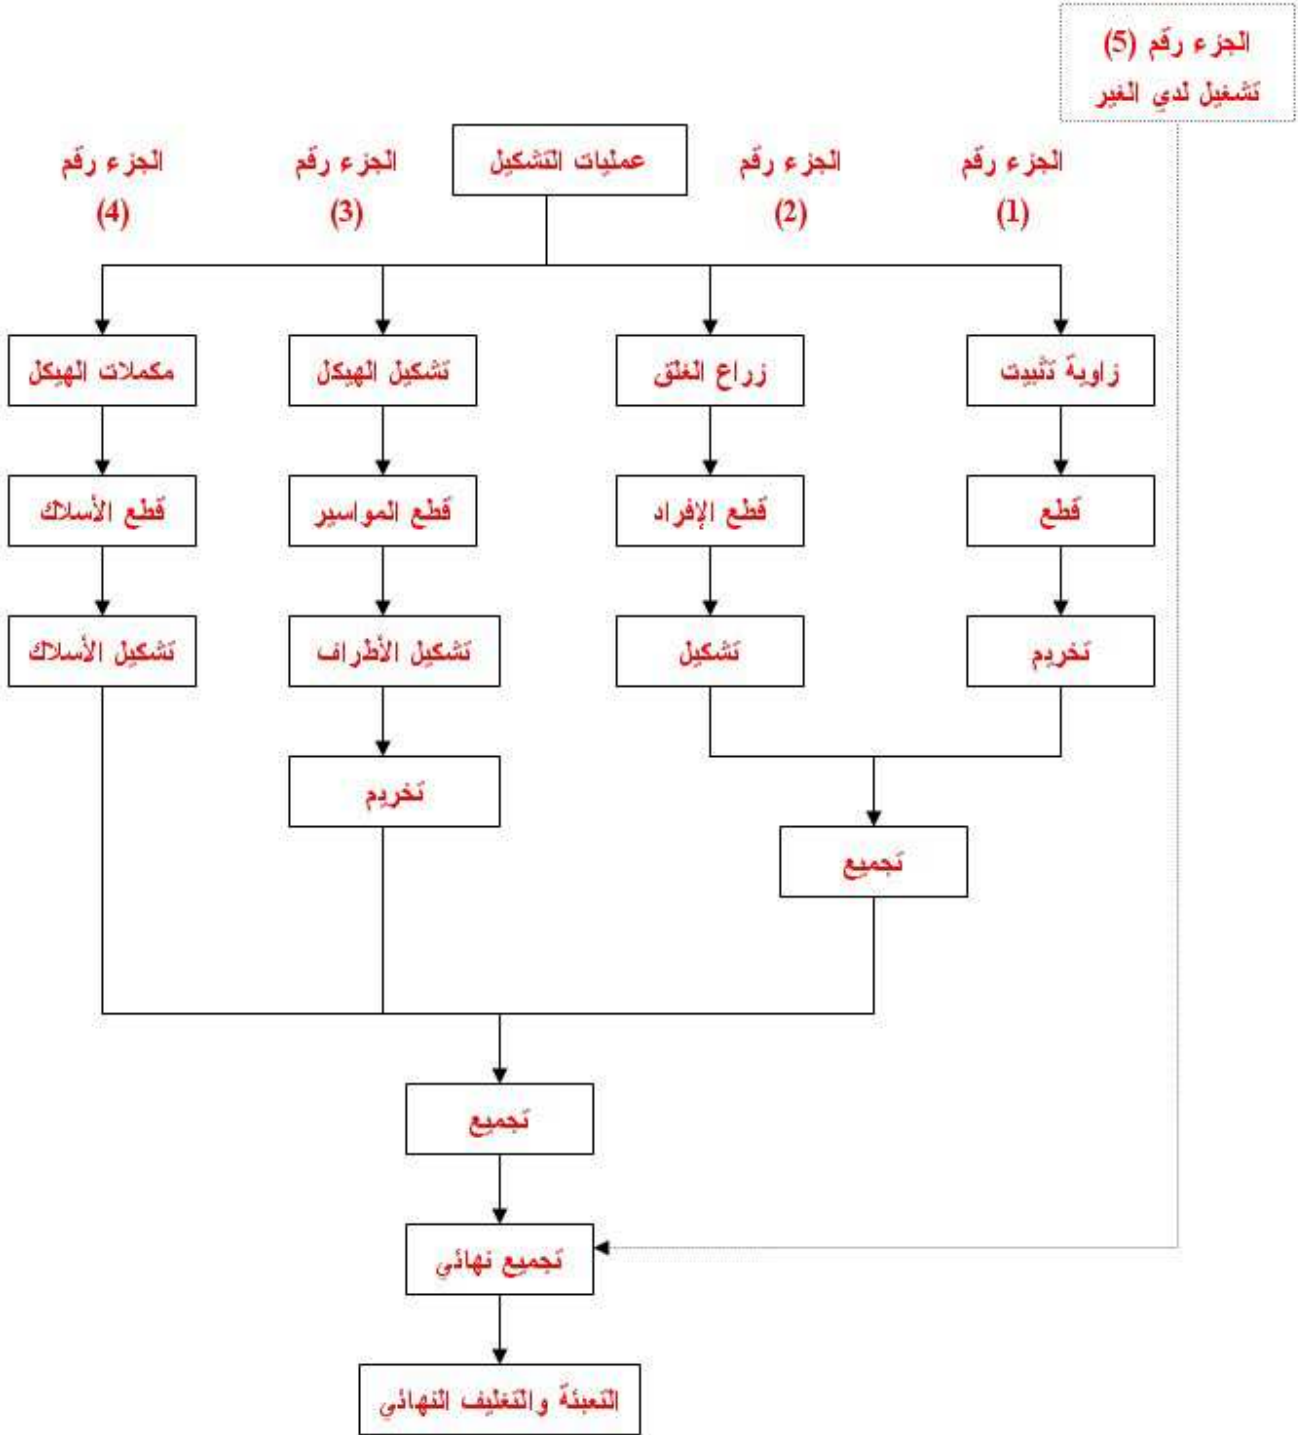 الجزء رقم (5)
تشغيل لدي الغير
عمليات التشكيل
الجزء رقم
(1)
الجزء رقم
(2)
الجزء رقم
(3)
الجزء رقم
(4)
زاوية تثبيت
زراع الغلق
تشكيل الهيكل
مكملات الهيكل
قطع
قطع الإفراد
قطع المواسير
قطع الأسلاك
تخريم
تشكيل
تشكيل الأطراف
تشكيل الأسلاك
تخريم
تجميع
تجميع
تجميع نهائي
التعبئة والتغليف النهائي